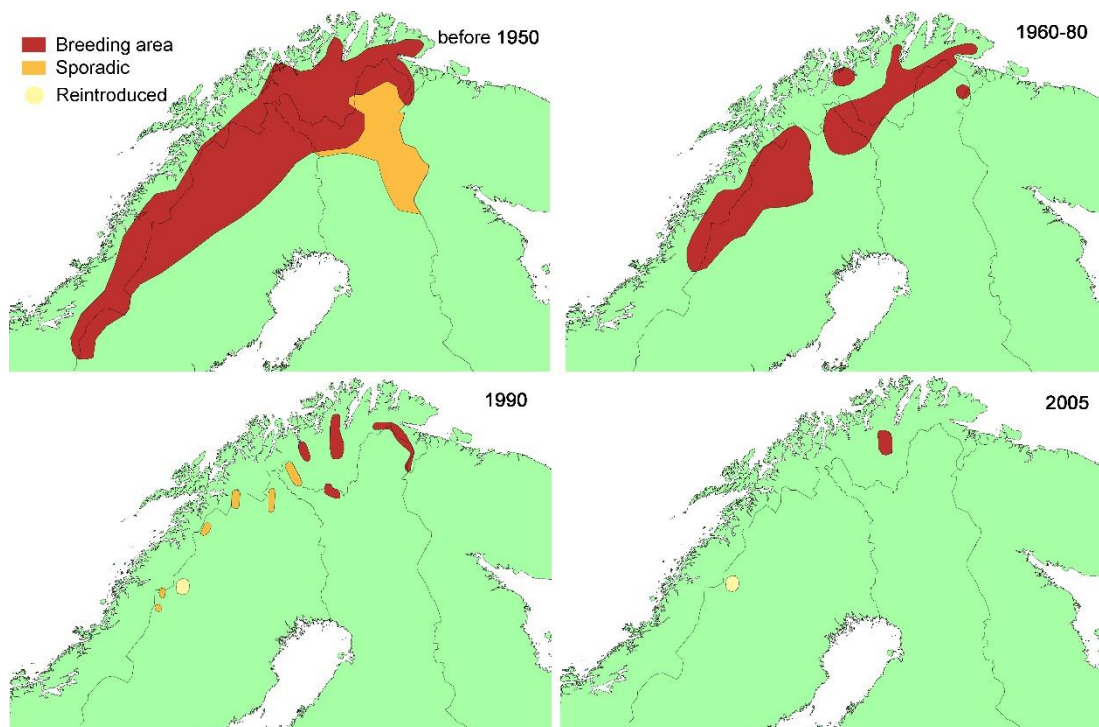 before 1950
Breeding area
Sporadic
Reintroduced
1960-80
1990
2005